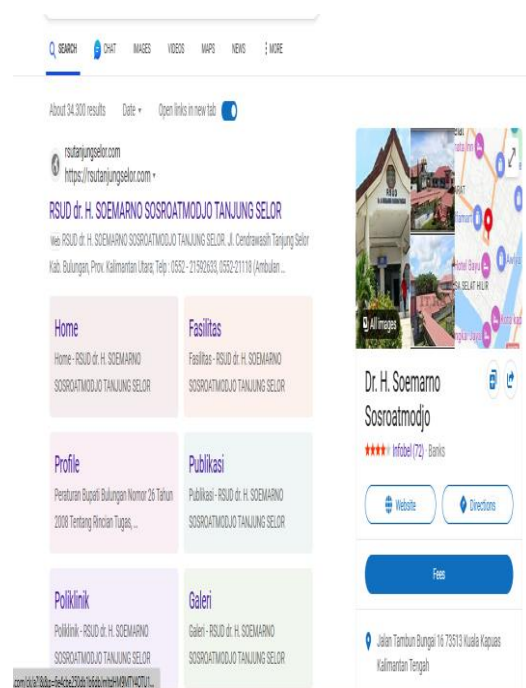 SEARCH
CHAT
IMAGES
VIDEOS
MAPS
NEWS
MORE
About 34.300 results
Date
Open links in new tab
rsutanjungselor.com
https://rsutanjungselor.com
RSUD dr. H. SOEMARNO SOSROATMODJO TANJUNG SELOR
Web RSUD dr. H. SOEMARNO SOSROATMODJO TANJUNG SELOR. Jl. Cendrawasih Tanjung Selor
Kab. Bulungan, Prov. Kalimantan Utara; Telp : 0552 - 21592633, 0552-21118 (Ambulan ...
Home
Home - RSUD dr. H. SOEMARNO
SOSROATMODJO TANJUNG SELOR
Fasilitas
Fasilitas - RSUD dr. H. SOEMARNO
SOSROATMODJO TANJUNG SELOR
Profile
Peraturan Bupati Bulungan Nomor 26 Tahun
2008 Tentang Rincian Tugas, ...
Publikasi
Publikasi - RSUD dr. H. SOEMARNO
SOSROATMODJO TANJUNG SELOR
Poliklinik
Poliklinik - RSUD dr. H. SOEMARNO
SOSROATMODJO TANJUNG SELOR
Galeri
Galeri - RSUD dr. H. SOEMARNO
SOSROATMODJO TANJUNG SELOR
All images
Hotel Bayu
SA SELAT HILIR
Dr. H. Soemarno
Sosroatmodjo
Infobel (72) · Banks
Website
Directions
Fees
Jalan Tambun Bungai 16 73513 Kuala Kapuas
Kalimantan Tengah